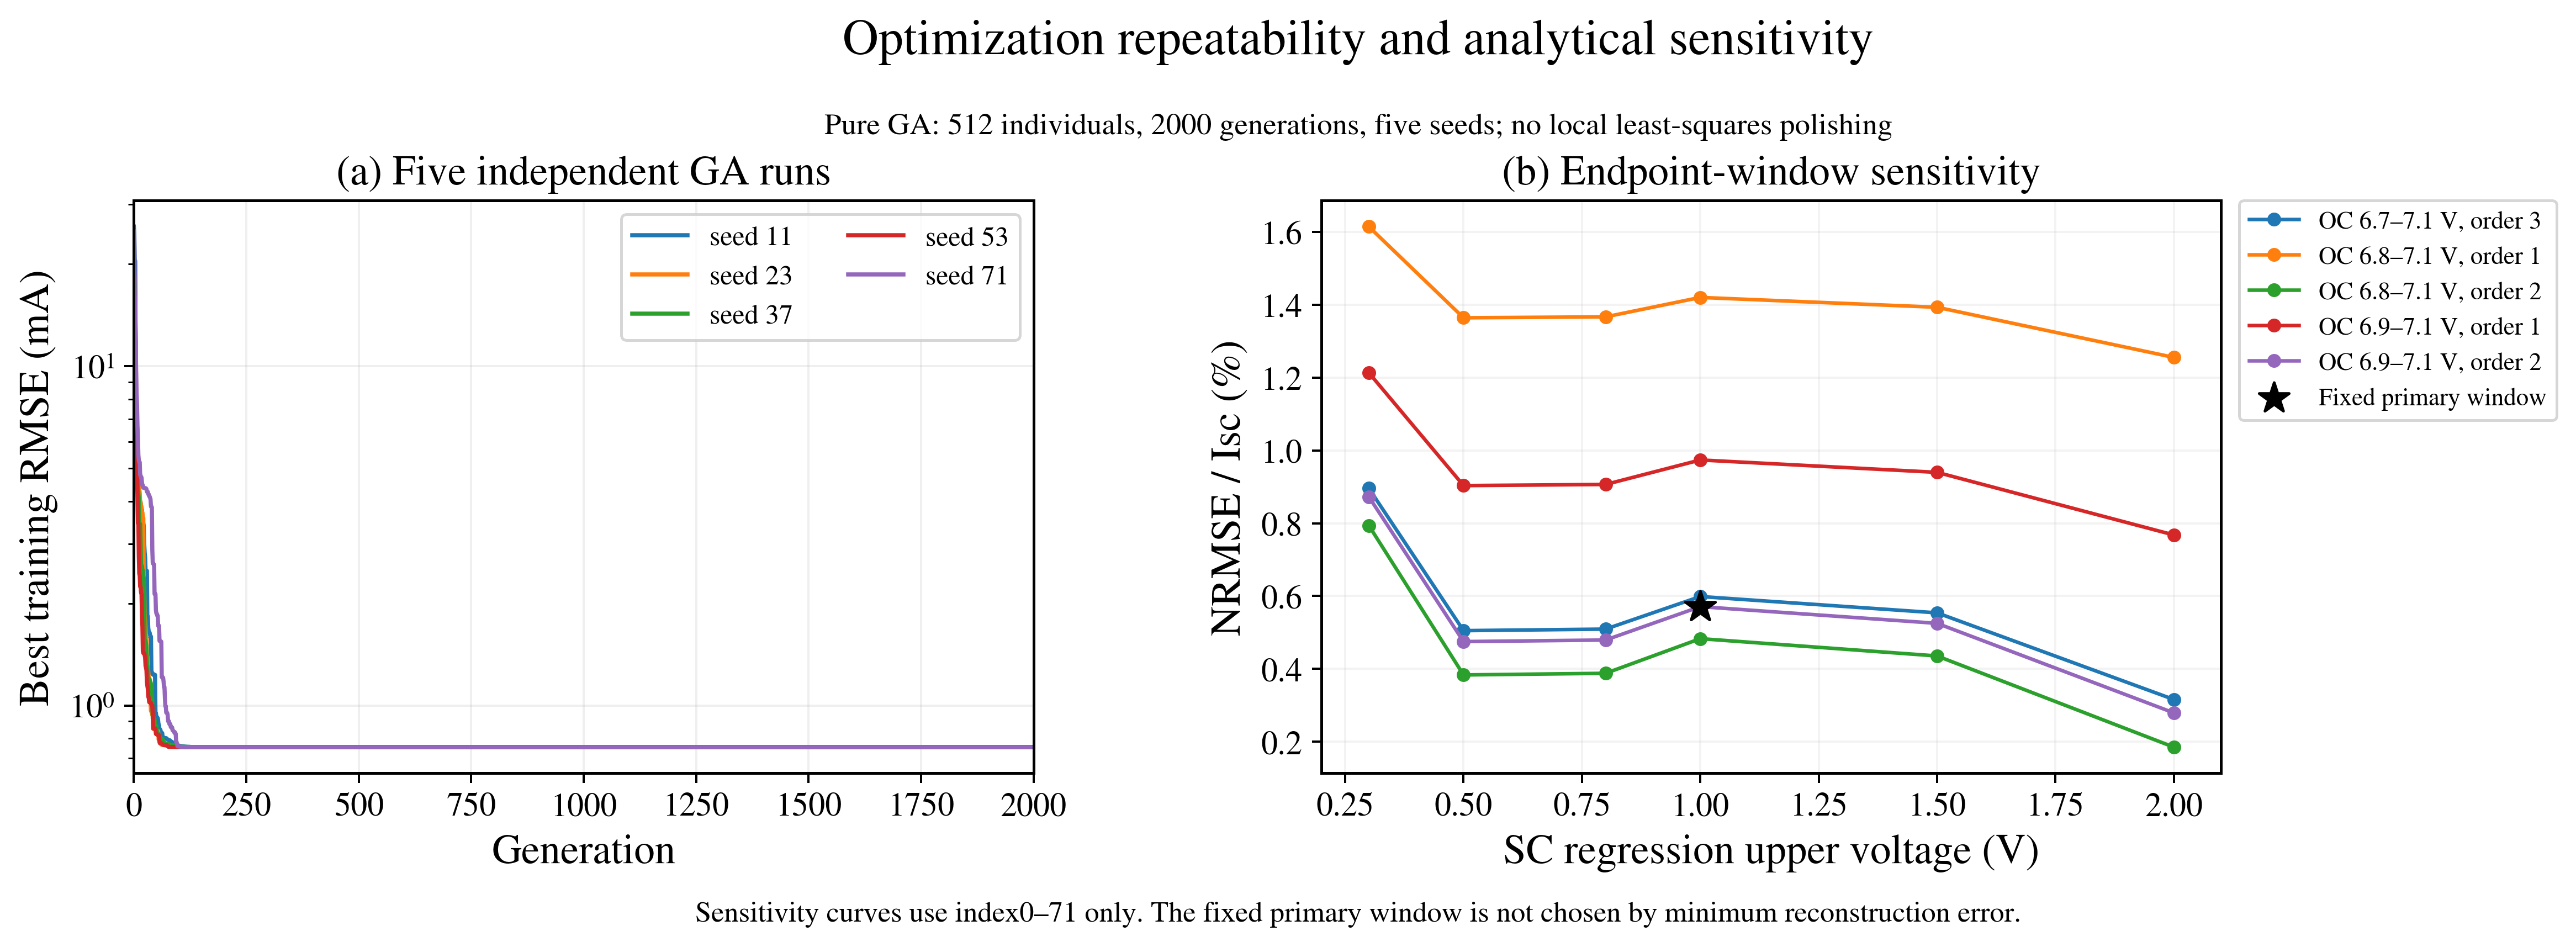 Optimization repeatability and analytical sensitivity
Pure GA: 512 individuals, 2000 generations, five seeds; no local least-squares polishing
(a) Five independent GA runs
Best training RMSE (mA)
10¹
10⁰
seed 11
seed 23
seed 37
seed 53
seed 71
0 250 500 750 1000 1250 1500 1750 2000
Generation
(b) Endpoint-window sensitivity
NRMSE / Isc (%)
1.6
1.4
1.2
1.0
0.8
0.6
0.4
0.2
0.25 0.50 0.75 1.00 1.25 1.50 1.75 2.00
SC regression upper voltage (V)
OC 6.7–7.1 V, order 3
OC 6.8–7.1 V, order 1
OC 6.8–7.1 V, order 2
OC 6.9–7.1 V, order 1
OC 6.9–7.1 V, order 2
Fixed primary window
Sensitivity curves use index0–71 only. The fixed primary window is not chosen by minimum reconstruction error.